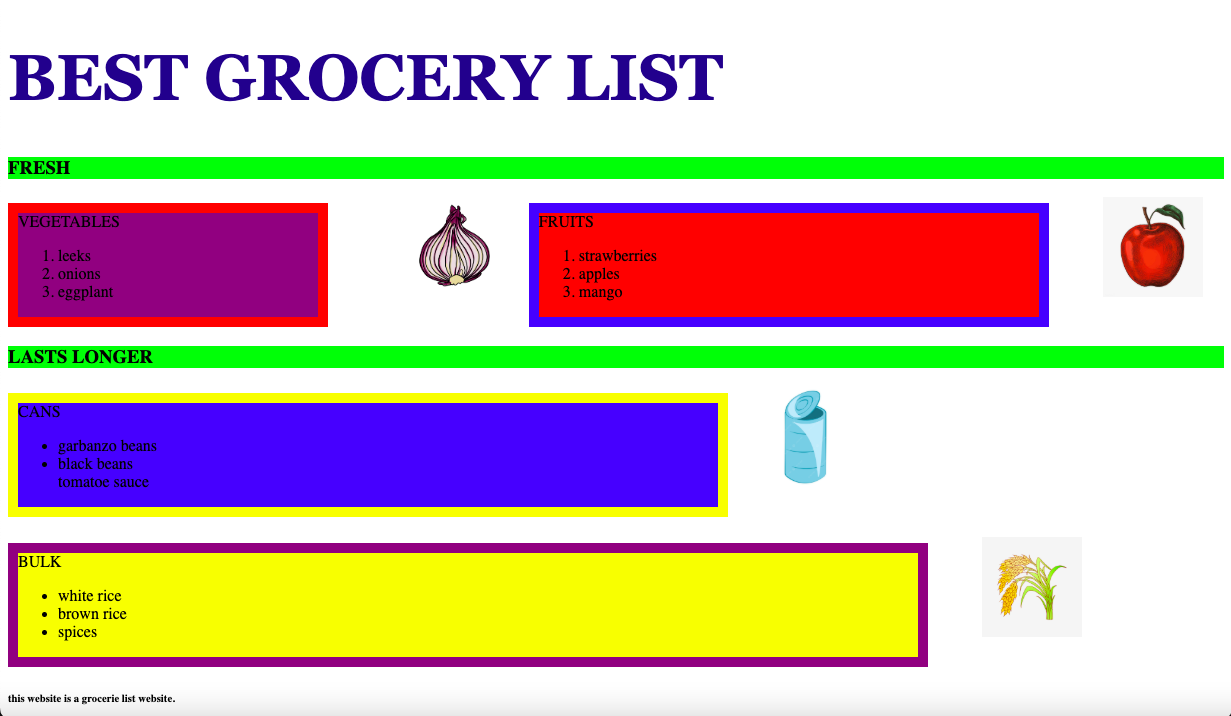 BEST GROCERY LIST
FRESH
VEGETABLES
1. leeks
2. onions
3. eggplant
FRUITS
1. strawberries
2. apples
3. mango
LASTS LONGER
CANS
• garbanzo beans
• black beans
tomatoe sauce
BULK
• white rice
• brown rice
• spices
this website is a grocerie list website.